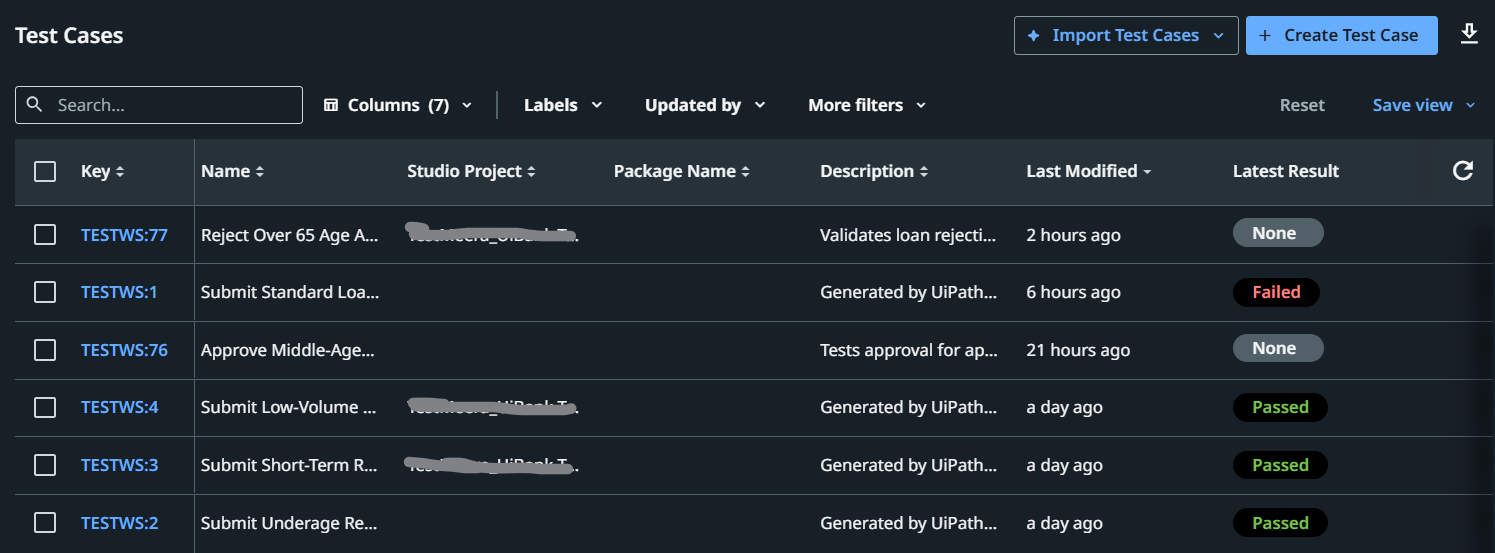 Test Cases
Import Test Cases
+ Create Test Case
Search...
Columns (7)
Labels
Updated by
More filters
Reset
Save view
Key Name Studio Project Package Name Description Last Modified Latest Result
TESTWS:77 Reject Over 65 Age A... Validates loan rejecti... 2 hours ago None
TESTWS:1 Submit Standard Loa... Generated by UiPath... 6 hours ago Failed
TESTWS:76 Approve Middle-Age... Tests approval for ap... 21 hours ago None
TESTWS:4 Submit Low-Volume ... Generated by UiPath... a day ago Passed
TESTWS:3 Submit Short-Term R... Generated by UiPath... a day ago Passed
TESTWS:2 Submit Underage Re... Generated by UiPath... a day ago Passed